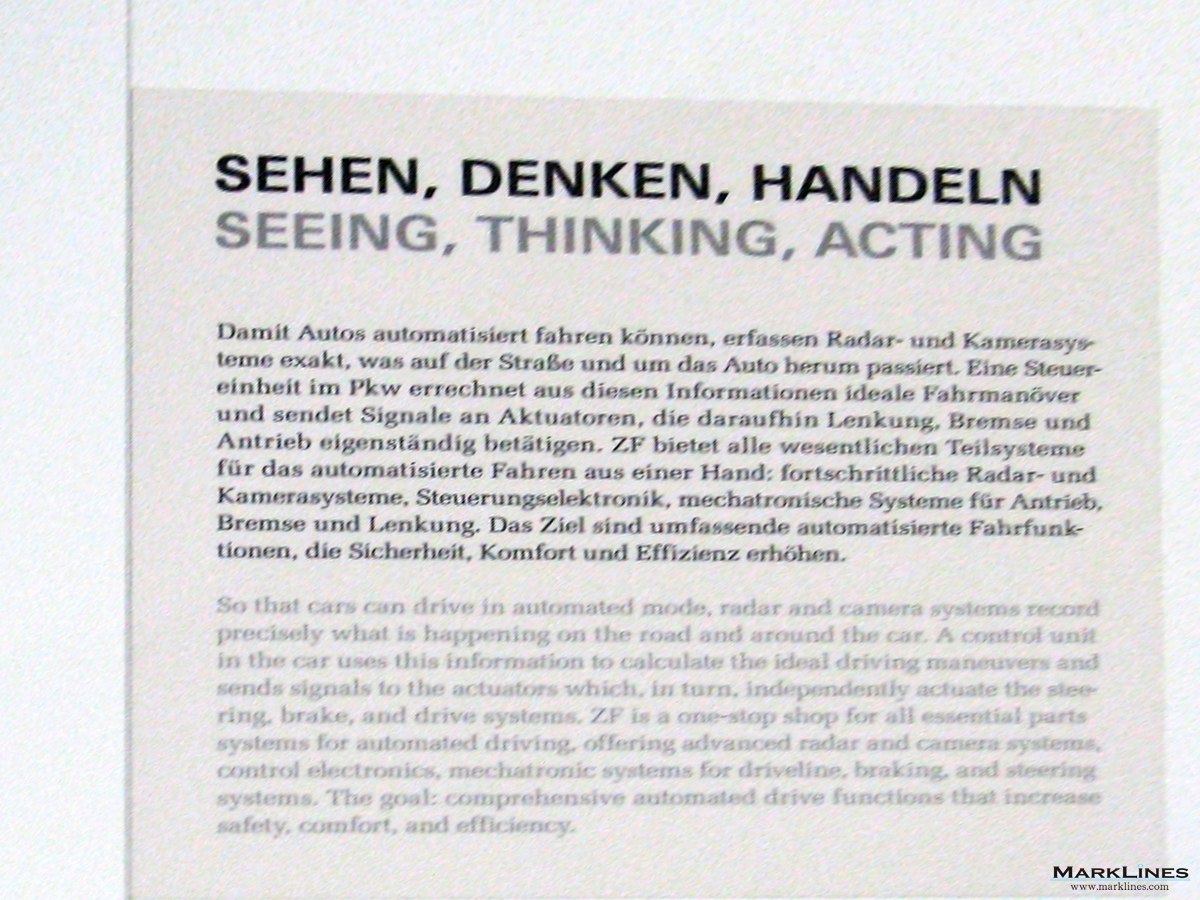 SEHEN, DENKEN, HANDELN
SEEING, THINKING, ACTING
Damit Autos automatisiert fahren können, erfassen Radar- und Kamerasys-
teme exakt, was auf der Straße und um das Auto herum passiert. Eine Steuer-
einheit im Pkw errechnet aus diesen Informationen ideale Fahrmanöver
und sendet Signale an Aktuatoren, die daraufhin Lenkung, Bremse und
Antrieb eigenständig betätigen. ZF bietet alle wesentlichen Teilsysteme
für das automatisierte Fahren aus einer Hand: fortschrittliche Radar- und
Kamerasysteme, Steuerungselektronik, mechatronische Systeme für Antrieb,
Bremse und Lenkung. Das Ziel sind umfassende automatisierte Fahrfunk-
tionen, die Sicherheit, Komfort und Effizienz erhöhen.
So that cars can drive in automated mode, radar and camera systems record
precisely what is happening on the road and around the car. A control unit
in the car uses this information to calculate the ideal driving maneuvers and
sends signals to the actuators which, in turn, independently actuate the stee-
ring, brake, and drive systems. ZF is a one-stop shop for all essential parts
systems for automated driving, offering advanced radar and camera systems,
control electronics, mechatronic systems for driveline, braking, and steering
systems. The goal: comprehensive automated drive functions that increase
safety, comfort, and efficiency.
MARKLINES
www.marklines.com